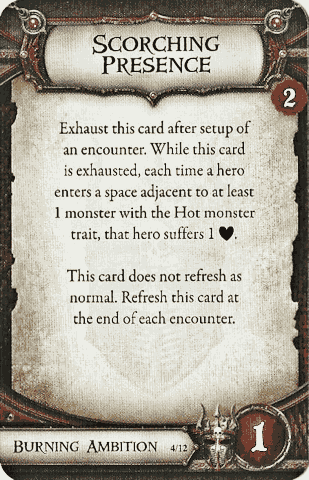 Scorching
Presence
2
Exhaust this card after setup of
an encounter. While this card
is exhausted, each time a hero
enters a space adjacent to at least
1 monster with the Hot monster
trait, that hero suffers 1 ♥.
This card does not refresh as
normal. Refresh this card at
the end of each encounter.
Burning Ambition 4/12
1